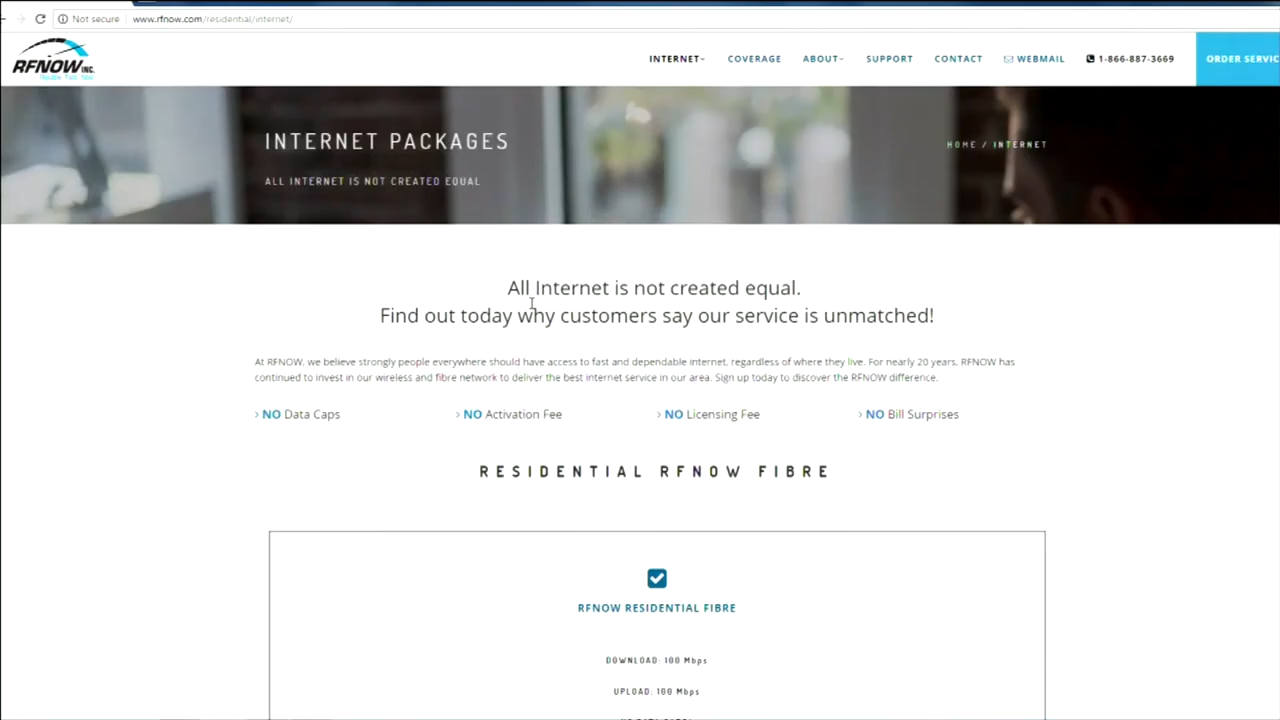 Not secure www.rfnow.com/residential/internet/
RFNOW INC.
INTERNET COVERAGE ABOUT SUPPORT CONTACT WEBMAIL 1-866-887-3669 ORDER SERVIC
INTERNET PACKAGES
HOME / INTERNET
ALL INTERNET IS NOT CREATED EQUAL
All Internet is not created equal.
Find out today why customers say our service is unmatched!
At RFNOW, we believe strongly people everywhere should have access to fast and dependable internet, regardless of where they live. For nearly 20 years, RFNOW has
continued to invest in our wireless and fibre network to deliver the best internet service in our area. Sign up today to discover the RFNOW difference.
› NO Data Caps › NO Activation Fee › NO Licensing Fee › NO Bill Surprises
RESIDENTIAL RFNOW FIBRE
RFNOW RESIDENTIAL FIBRE
DOWNLOAD: 100 Mbps
UPLOAD: 100 Mbps